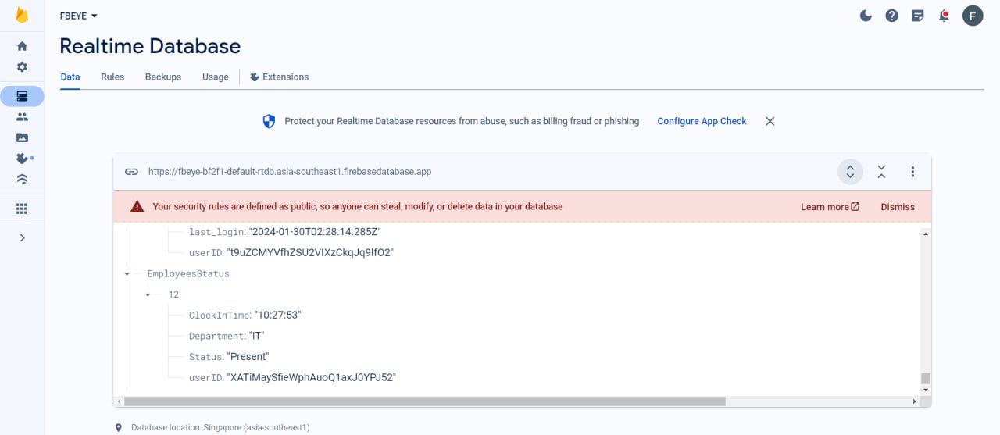 FBEYE
F
Realtime Database
Data Rules Backups Usage Extensions
Protect your Realtime Database resources from abuse, such as billing fraud or phishing Configure App Check
https://fbeye-bf2f1-default-rtdb.asia-southeast1.firebasedatabase.app
Your security rules are defined as public, so anyone can steal, modify, or delete data in your database Learn more Dismiss
last_login: "2024-01-30T02:28:14.285Z"
userID: "t9uZCMYVfhZSU2VIXzCkqJq9lfO2"
EmployeesStatus
12
ClockInTime: "10:27:53"
Department: "IT"
Status: "Present"
userID: "XATiMaySfieWphAuoQ1axJ0YPJ52"
Database location: Singapore (asia-southeast1)